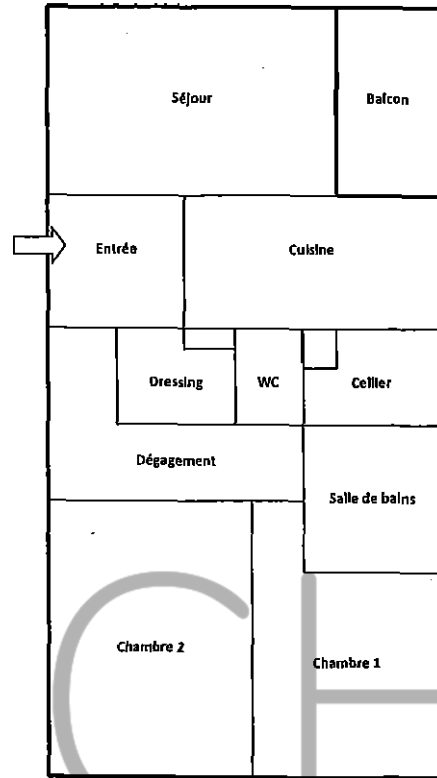 Séjour
Balcon
Entrée
Cuisine
Dressing
WC
Cellier
Dégagement
Salle de bains
Chambre 2
Chambre 1